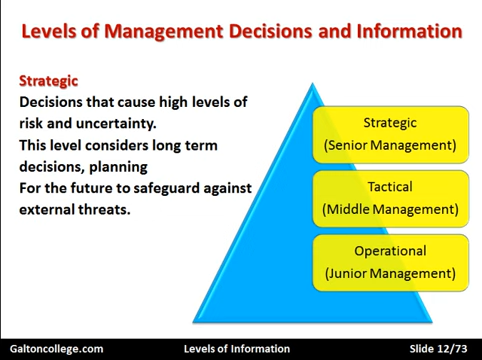 Levels of Management Decisions and Information
Strategic
Decisions that cause high levels of
risk and uncertainty.
This level considers long term
decisions, planning
For the future to safeguard against
external threats.
Strategic
(Senior Management)
Tactical
(Middle Management)
Operational
(Junior Management)
Galtoncollege.com
Levels of Information
Slide 12/73